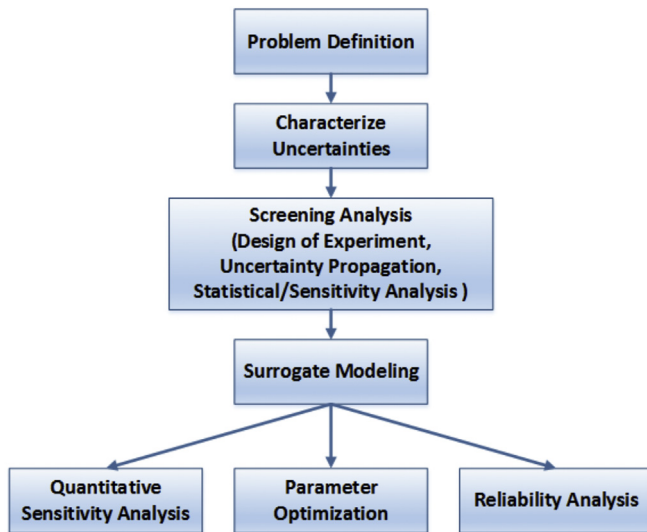 Problem Definition
Characterize
Uncertainties
Screening Analysis
(Design of Experiment,
Uncertainty Propagation,
Statistical/Sensitivity Analysis )
Surrogate Modeling
Quantitative
Sensitivity Analysis
Parameter
Optimization
Reliability Analysis